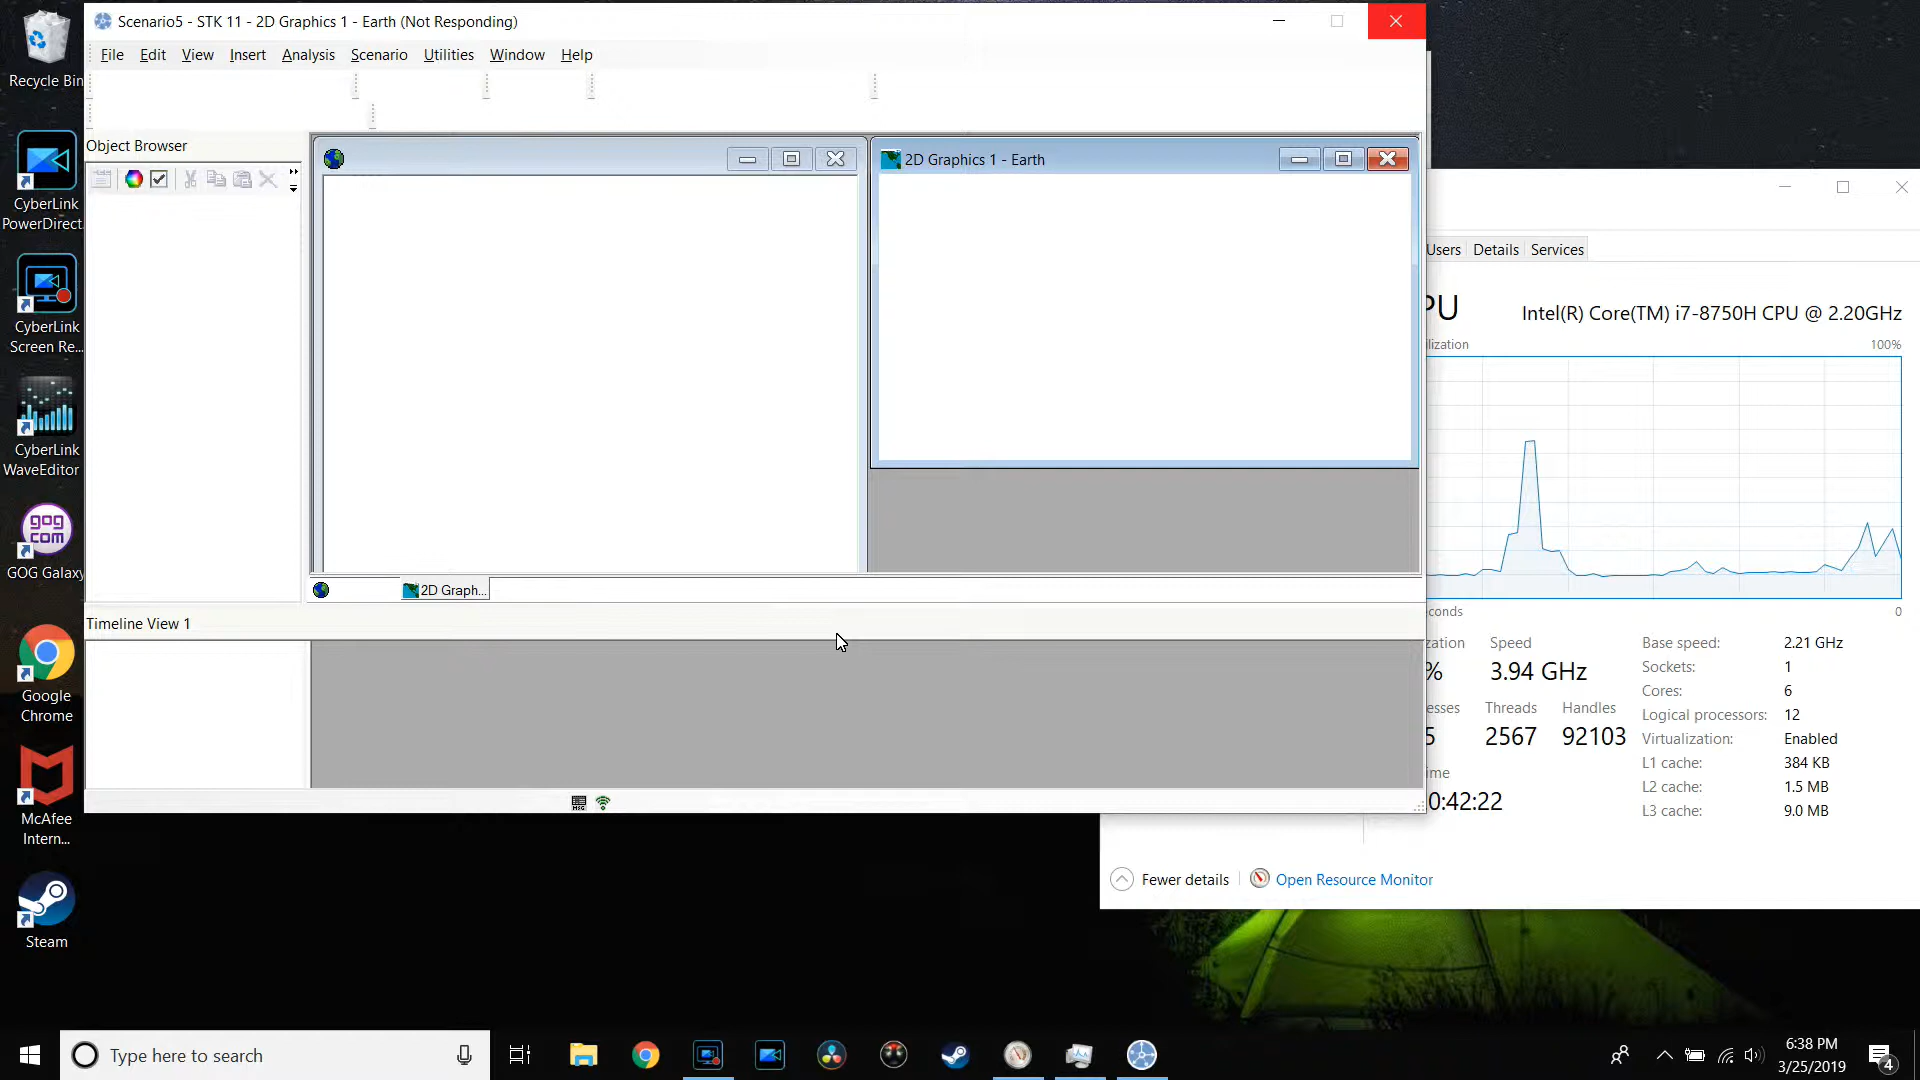 Scenario5 - STK 11 - 2D Graphics 1 - Earth (Not Responding)
File Edit View Insert Analysis Scenario Utilities Window Help
Object Browser
2D Graphics 1 - Earth
2D Graph...
Timeline View 1
Recycle Bin
CyberLink
PowerDirect.
CyberLink
Screen Re...
CyberLink
WaveEditor
GOG
COM
GOG Galaxy
Google
Chrome
McAfee
Intern...
Steam
Users Details Services
PU
Intel(R) Core(TM) i7-8750H CPU @ 2.20GHz
lization
100%
conds
0
zation
Speed
%
3.94 GHz
esses
Threads
Handles
5
2567
92103
ime
0:42:22
Base speed: 2.21 GHz
Sockets: 1
Cores: 6
Logical processors: 12
Virtualization: Enabled
L1 cache: 384 KB
L2 cache: 1.5 MB
L3 cache: 9.0 MB
Fewer details
Open Resource Monitor
Type here to search
6:38 PM
3/25/2019
4